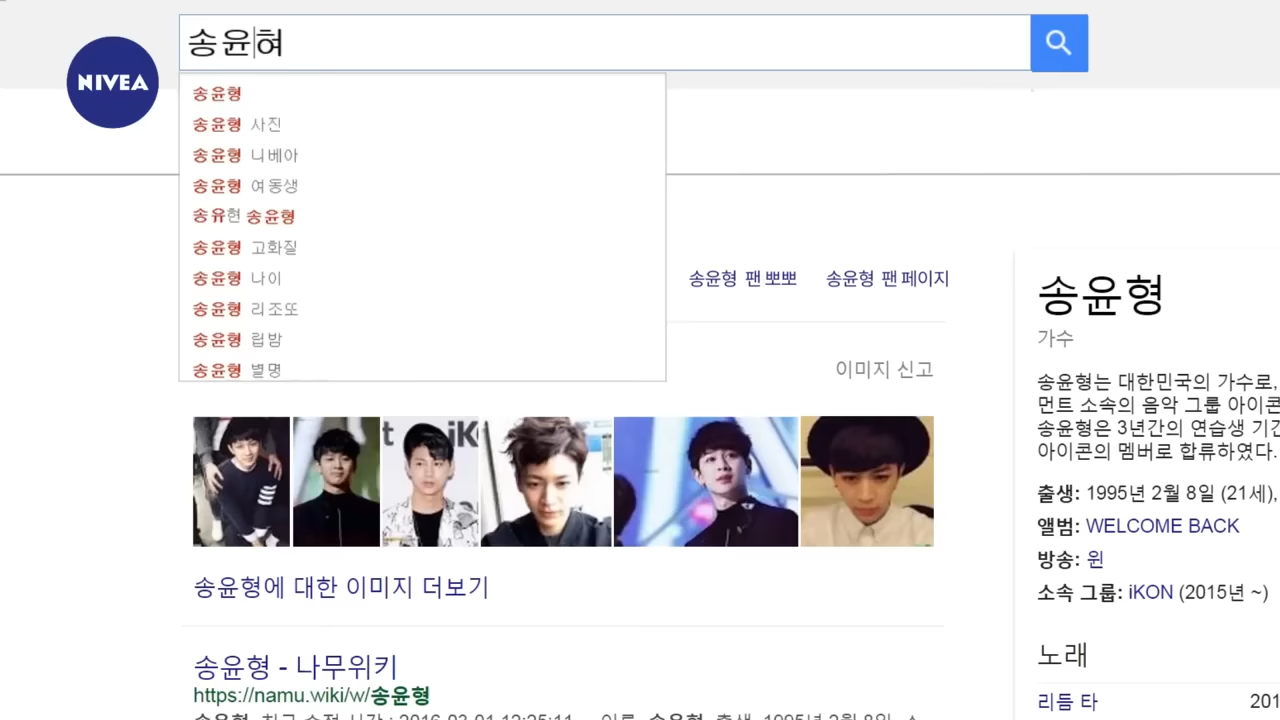 송윤혀
NIVEA
송윤형
송윤형 사진
송윤형 니베아
송윤형 여동생
송유현 송윤형
송윤형 고화질
송윤형 나이
송윤형 리조또
송윤형 립밤
송윤형 별명
송윤형 팬 뽀뽀 송윤형 팬 페이지
이미지 신고
송윤형에 대한 이미지 더보기
송윤형 - 나무위키
https://namu.wiki/w/송윤형
송윤형
가수
송윤형는 대한민국의 가수로,
먼트 소속의 음악 그룹 아이콘
송윤형은 3년간의 연습생 기간
아이콘의 멤버로 합류하였다.
출생: 1995년 2월 8일 (21세),
앨범: WELCOME BACK
방송: 윈
소속 그룹: iKON (2015년 ~)
노래
리듬 타 201